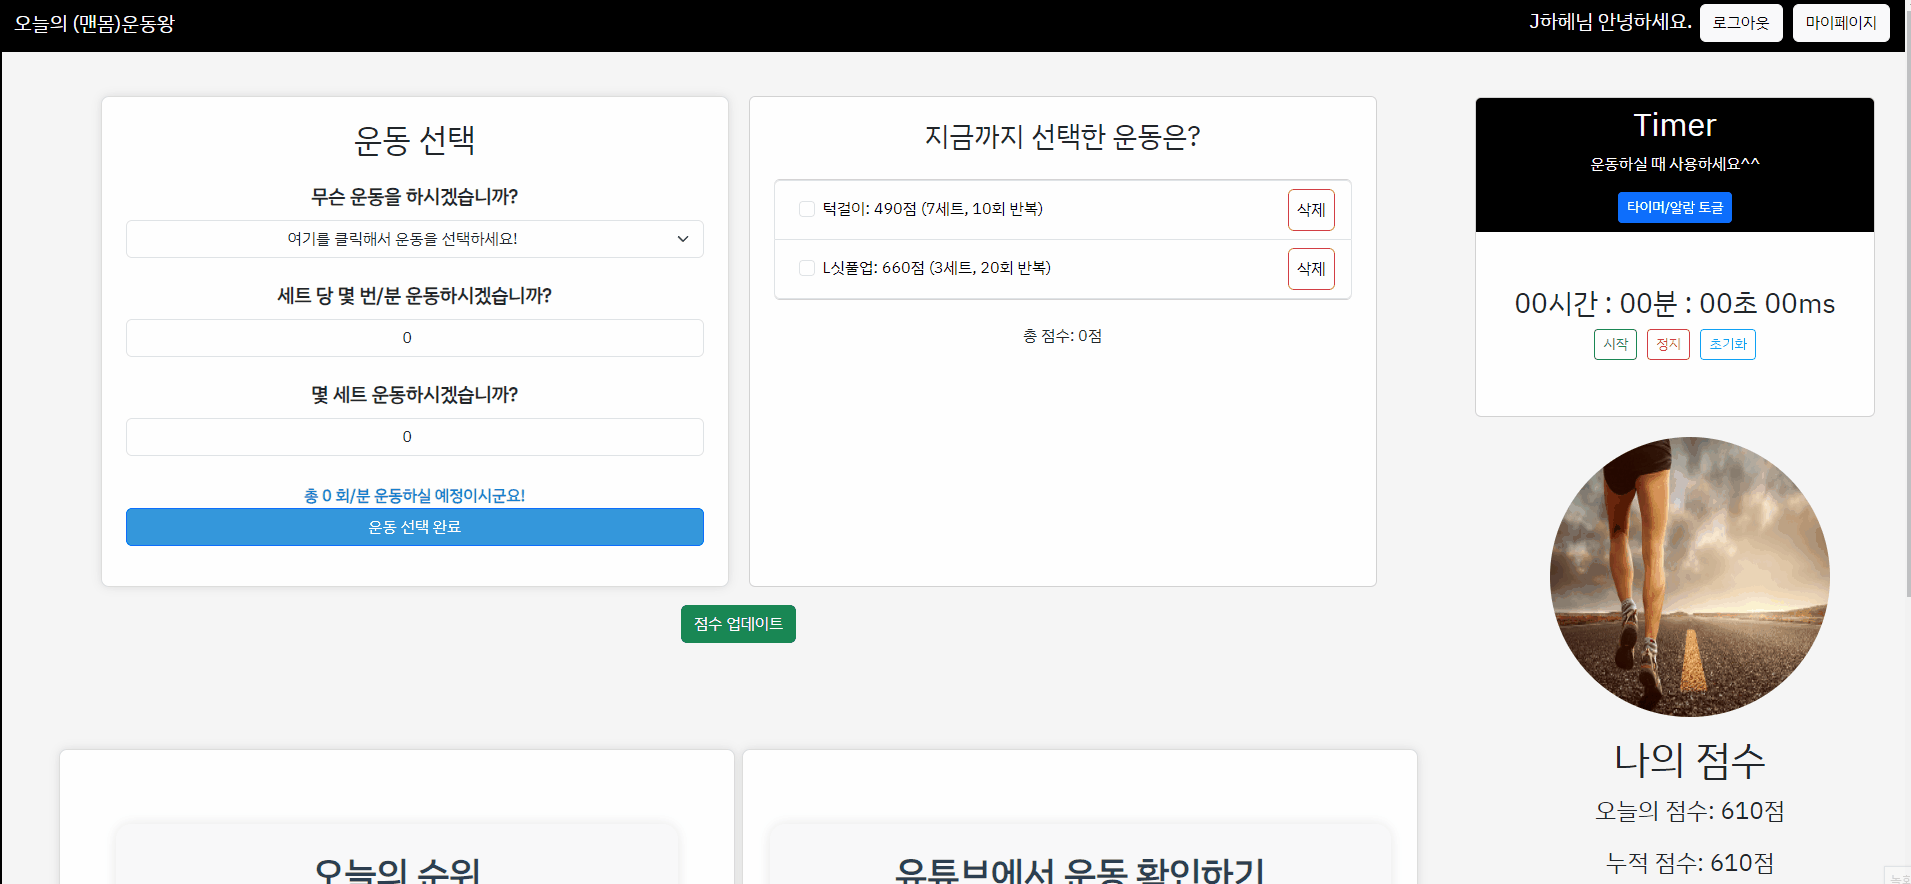 오늘의 (맨몸)운동왕
J하헤님 안녕하세요.
로그아웃
마이페이지
운동 선택
무슨 운동을 하시겠습니까?
여기를 클릭해서 운동을 선택하세요!
세트 당 몇 번/분 운동하시겠습니까?
0
몇 세트 운동하시겠습니까?
0
총 0 회/분 운동하실 예정이시군요!
운동 선택 완료
지금까지 선택한 운동은?
턱걸이: 490점 (7세트, 10회 반복)
삭제
L싯풀업: 660점 (3세트, 20회 반복)
삭제
총 점수: 0점
점수 업데이트
Timer
운동하실 때 사용하세요^^
타이머/알람 토글
00시간 : 00분 : 00초 00ms
시작
정지
초기화
나의 점수
오늘의 점수: 610점
누적 점수: 610점
오늘의 순위
유튜브에서 운동 확인하기